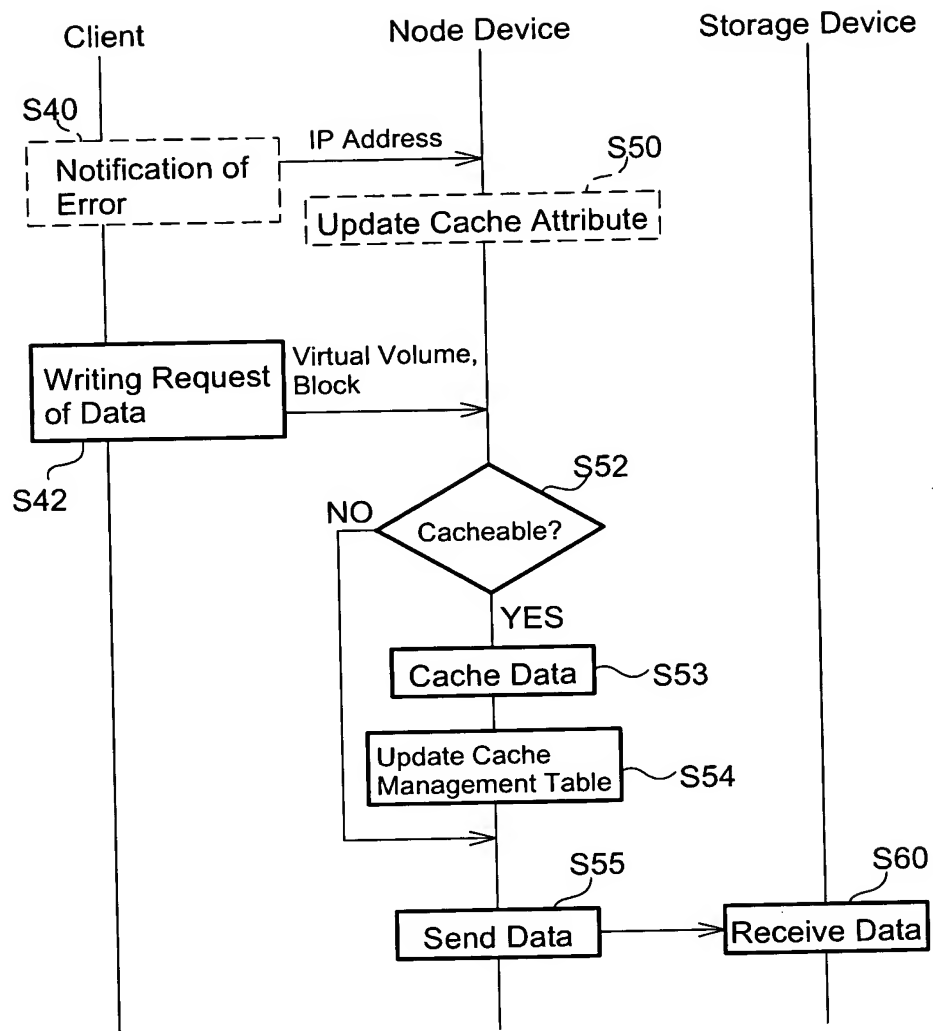 Client
Node Device
Storage Device
S40
Notification of
Error
IP Address
S50
Update Cache Attribute
Writing Request
of Data
Virtual Volume,
Block
S42
S52
NO
Cacheable?
YES
Cache Data
S53
Update Cache
Management Table
S54
S55
S60
Send Data
Receive Data